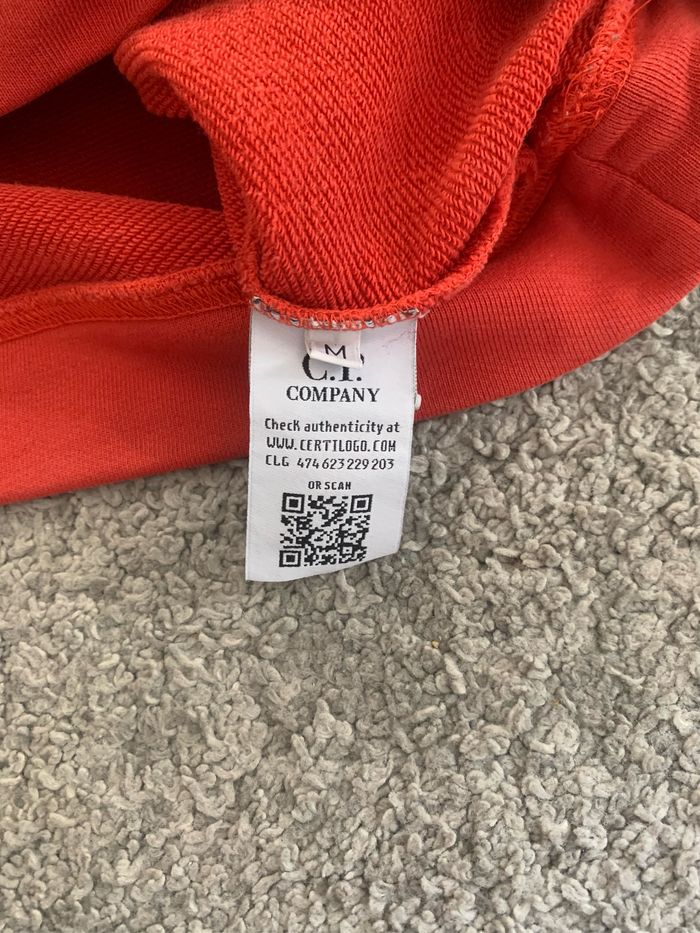 M
C.P.
COMPANY
Check authenticity at
WWW.CERTILOGO.COM
CLG 474 623 229 203
OR SCAN